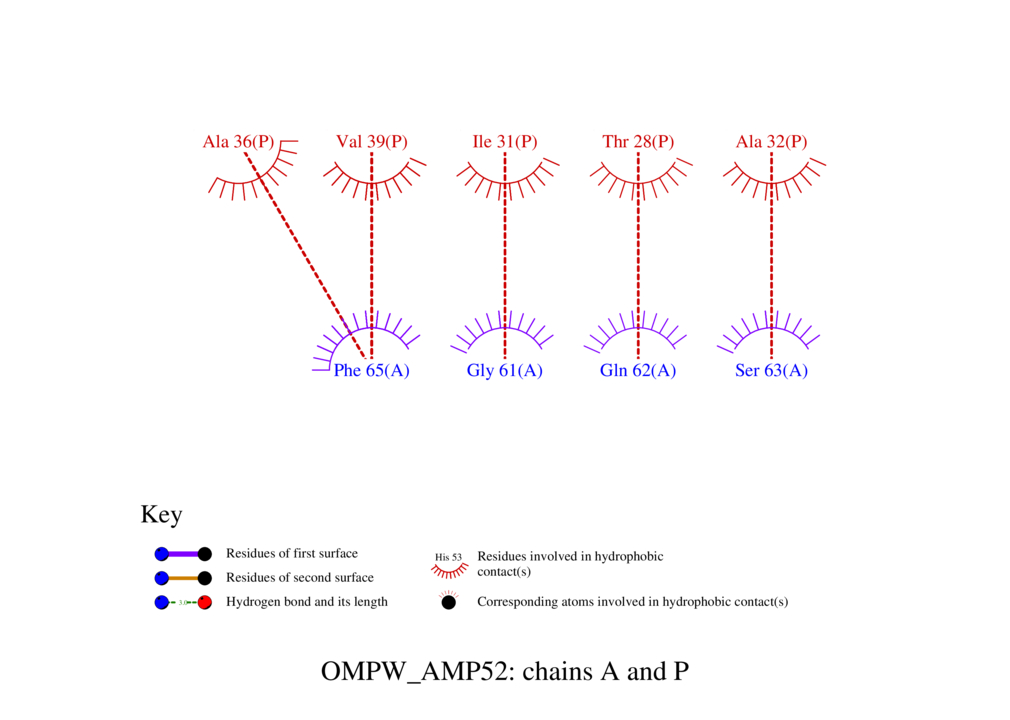 Ala 36(P) Val 39(P) Ile 31(P) Thr 28(P) Ala 32(P)
Phe 65(A) Gly 61(A) Gln 62(A) Ser 63(A)
Key
Residues of first surface
Residues of second surface
3.0
Hydrogen bond and its length
His 53
Residues involved in hydrophobic
contact(s)
Corresponding atoms involved in hydrophobic contact(s)
OMPW_AMP52: chains A and P